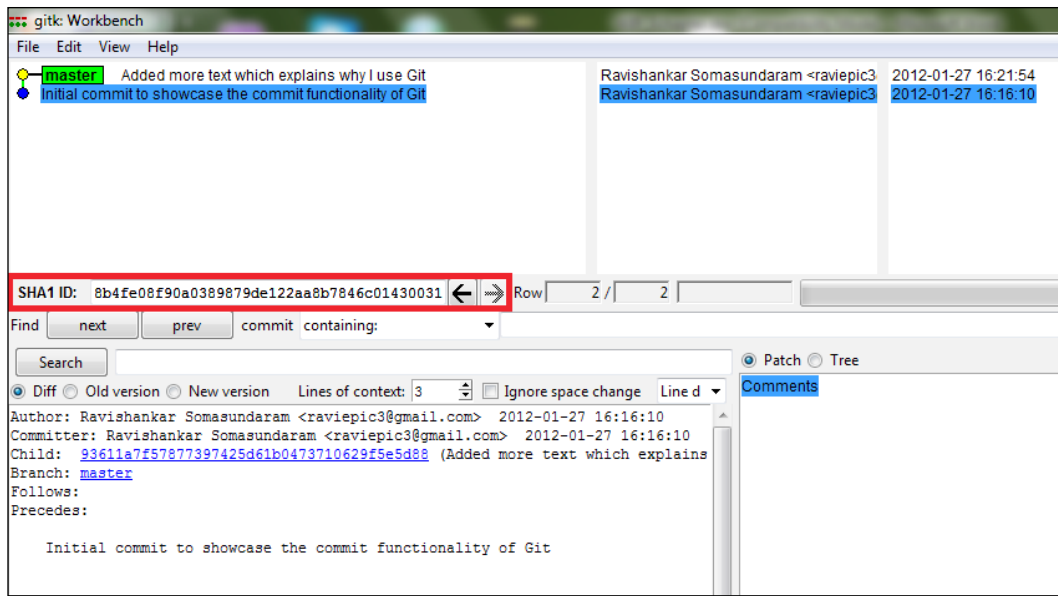 gitk: Workbench
File Edit View Help
master Added more text which explains why I use Git Ravishankar Somasundaram <raviepic3 2012-01-27 16:21:54
Initial commit to showcase the commit functionality of Git Ravishankar Somasundaram <raviepic3 2012-01-27 16:16:10
SHA1 ID: 8b4fe08f90a0389879de122aa8b7846c01430031 Row 2 / 2
Find next prev commit containing:
Search Patch Tree
Diff Old version New version Lines of context: 3 Ignore space change Line d Comments
Author: Ravishankar Somasundaram <raviepic3@gmail.com> 2012-01-27 16:16:10
Committer: Ravishankar Somasundaram <raviepic3@gmail.com> 2012-01-27 16:16:10
Child: 93611a7f57877397425d61b0473710629f5e5d88 (Added more text which explains
Branch: master
Follows:
Precedes:
Initial commit to showcase the commit functionality of Git